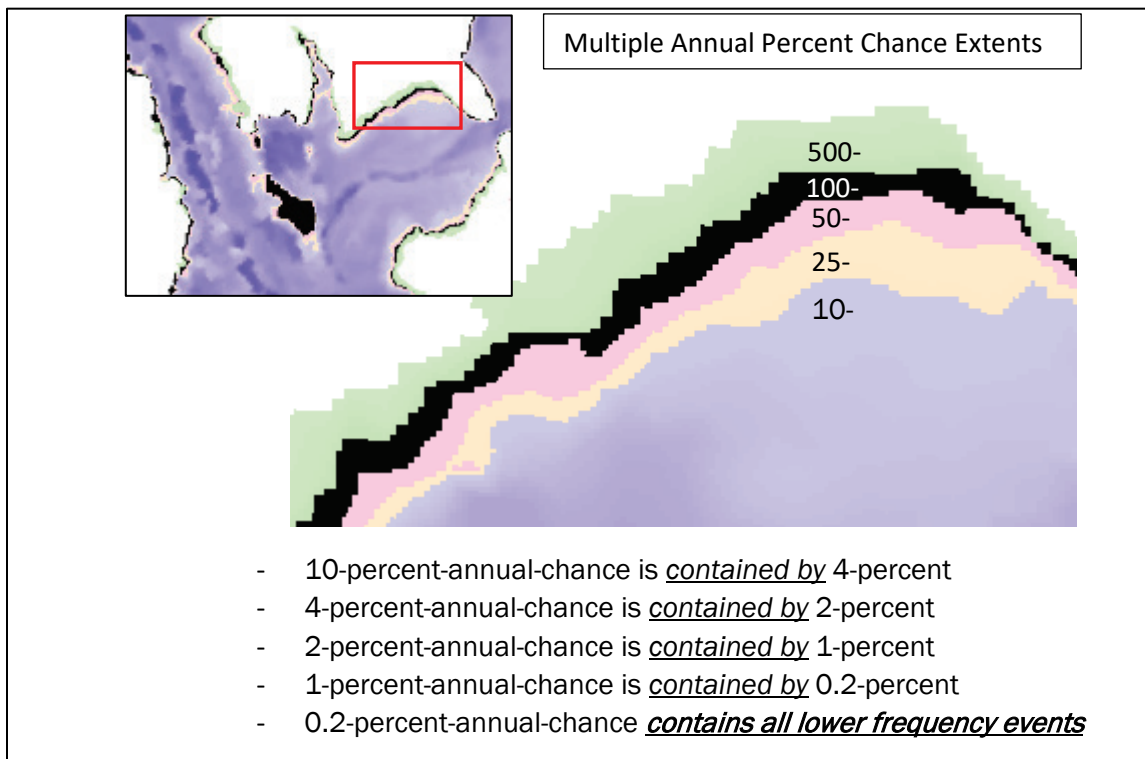 Multiple Annual Percent Chance Extents
500-
100-
50-
25-
10-
- 10-percent-annual-chance is contained by 4-percent
- 4-percent-annual-chance is contained by 2-percent
- 2-percent-annual-chance is contained by 1-percent
- 1-percent-annual-chance is contained by 0.2-percent
- 0.2-percent-annual-chance contains all lower frequency events